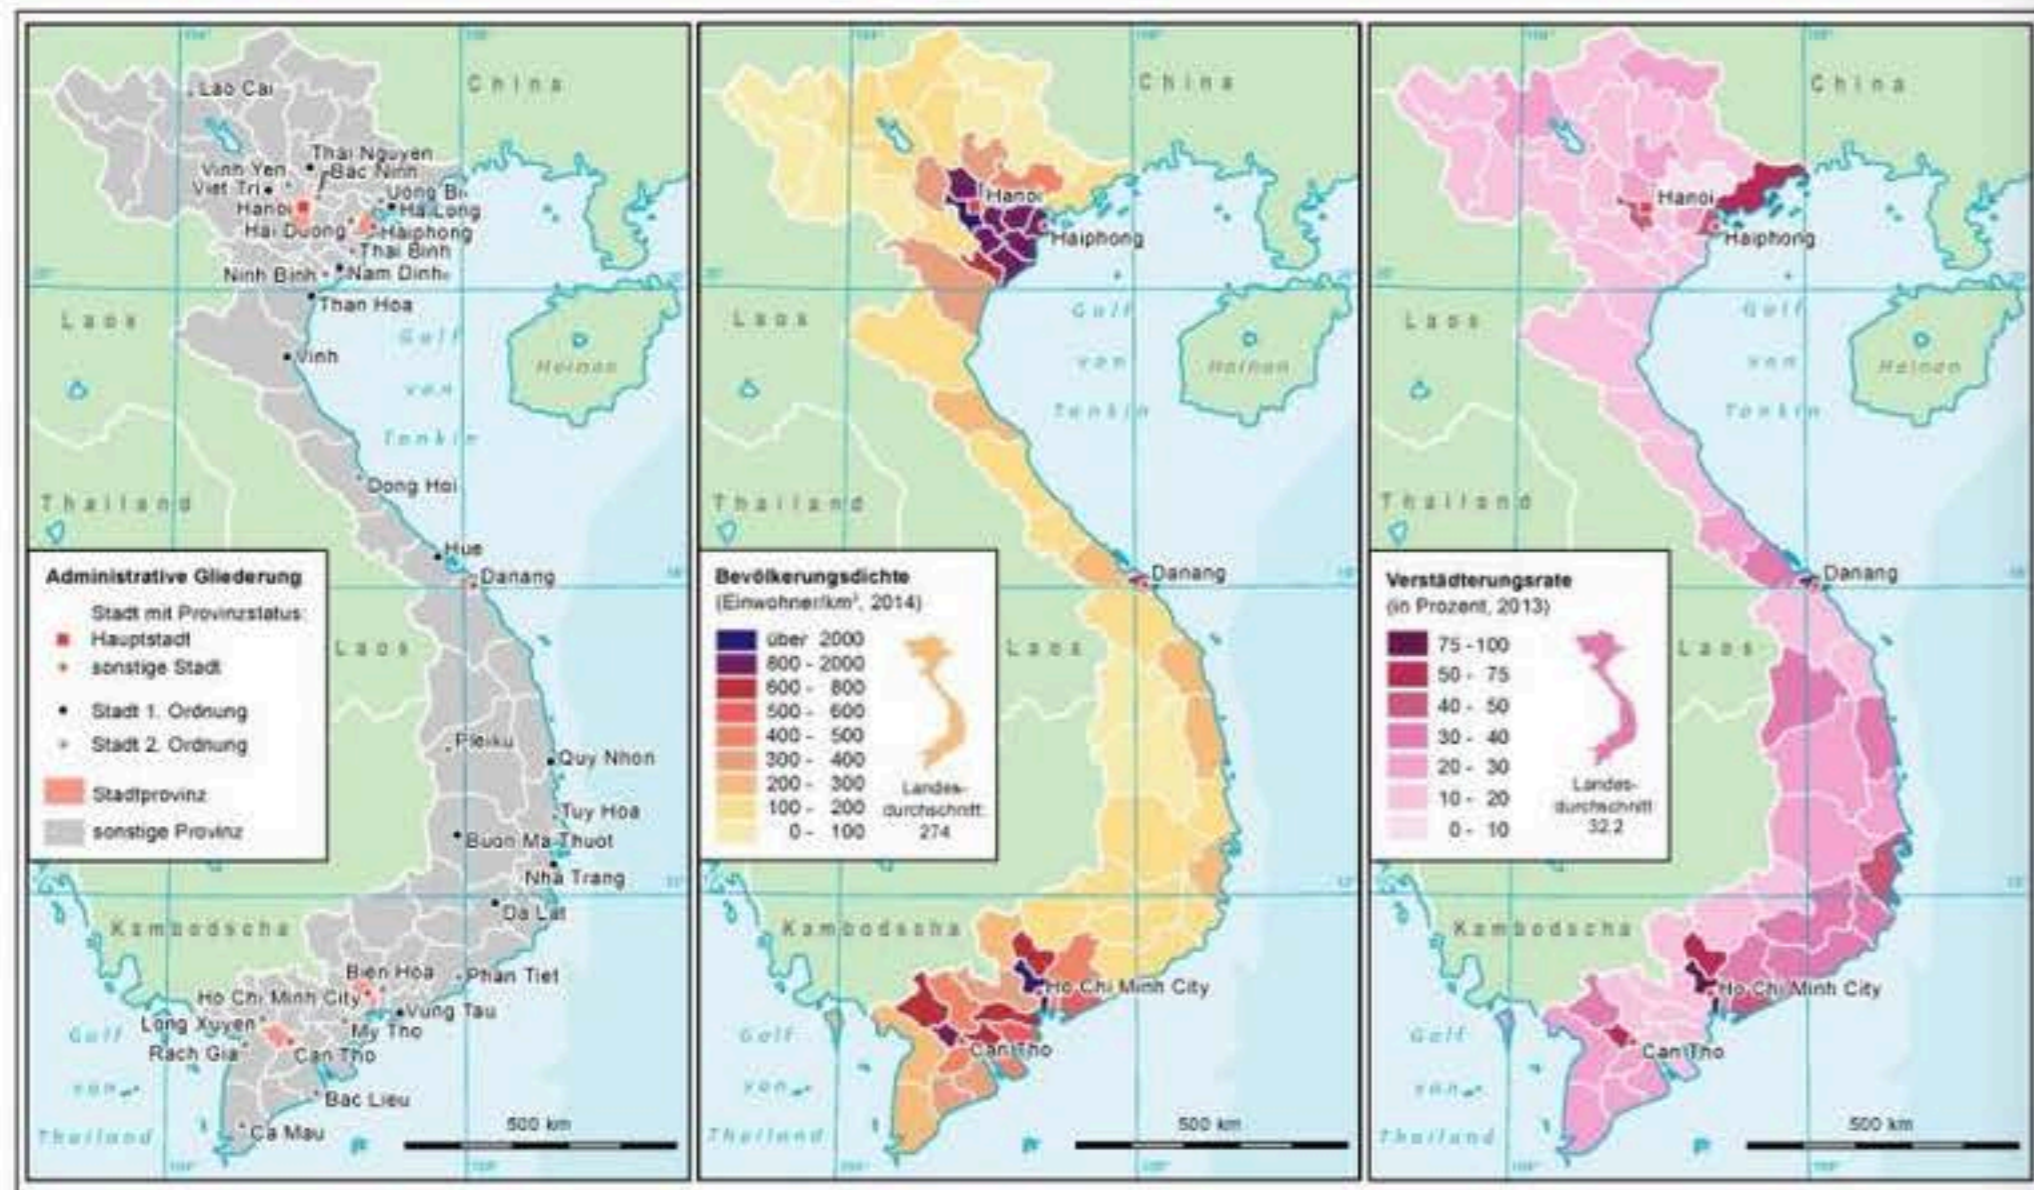 China
Lao Cai
Thai Nguyen
Vinh Yen
Bac Ninh
Viet Tri
Uong Bi
Hanoi
Ha Long
Hai Duong
Haiphong
Thai Binh
Ninh Binh
Nam Dinh
Than Hoa
Laos
Golf
von
Tonkin
Vinh
Hainan
Dong Hoi
Thailand
Hue
Danang
Laos
Pleiku
Quy Nhon
Tuy Hoa
Buon Ma Thuot
Nha Trang
Da Lat
Kambodscha
Bien Hoa
Phan Tiet
Ho Chi Minh City
Vung Tau
Long Xuyen
My Tho
Rach Gia
Can Tho
Bac Lieu
Ca Mau
Golf
von
Thailand
500 km
Administrative Gliederung
Stadt mit Provinzstatus:
Hauptstadt
sonstige Stadt
Stadt 1. Ordnung
Stadt 2. Ordnung
Stadtprovinz
sonstige Provinz
China
Hanoi
Haiphong
Laos
Golf
von
Tonkin
Hainan
Thailand
Danang
Laos
Kambodscha
Ho Chi Minh City
Can Tho
Golf
von
Thailand
500 km
Bevölkerungsdichte
(Einwohner/km², 2014)
über 2000
800 - 2000
600 - 800
500 - 600
400 - 500
300 - 400
200 - 300
100 - 200
0 - 100
Landes-
durchschnitt:
274
China
Hanoi
Haiphong
Laos
Golf
von
Tonkin
Hainan
Thailand
Danang
Laos
Kambodscha
Ho Chi Minh City
Can Tho
Golf
von
Thailand
500 km
Verstädterungsrate
(in Prozent, 2013)
75 - 100
50 - 75
40 - 50
30 - 40
20 - 30
10 - 20
0 - 10
Landes-
durchschnitt
32.2